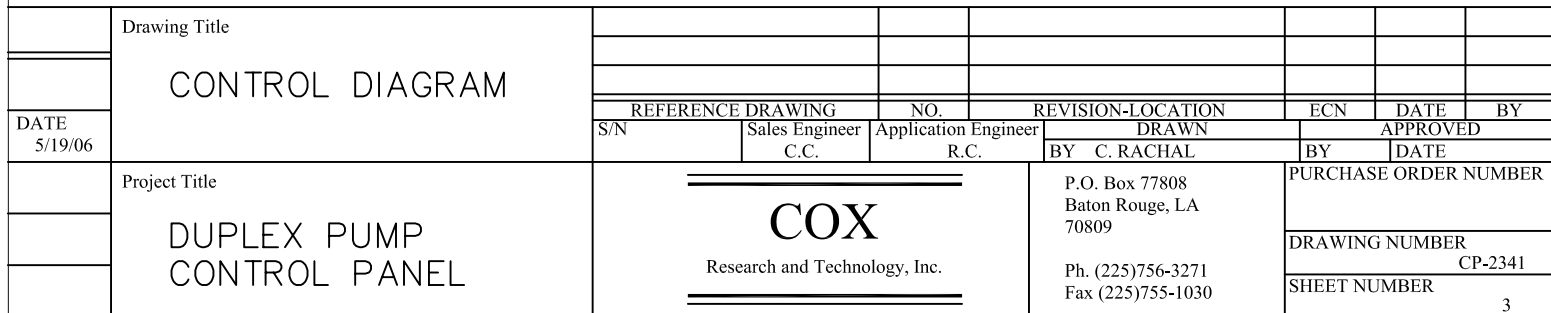 DATE
5/19/06
Drawing Title
CONTROL DIAGRAM
REFERENCE DRAWING NO. REVISION-LOCATION ECN DATE BY
S/N Sales Engineer Application Engineer DRAWN APPROVED
C.C. R.C. BY C. RACHAL BY DATE
Project Title
DUPLEX PUMP
CONTROL PANEL
COX
Research and Technology, Inc.
P.O. Box 77808
Baton Rouge, LA
70809
Ph. (225)756-3271
Fax (225)755-1030
PURCHASE ORDER NUMBER
DRAWING NUMBER
CP-2341
SHEET NUMBER
3